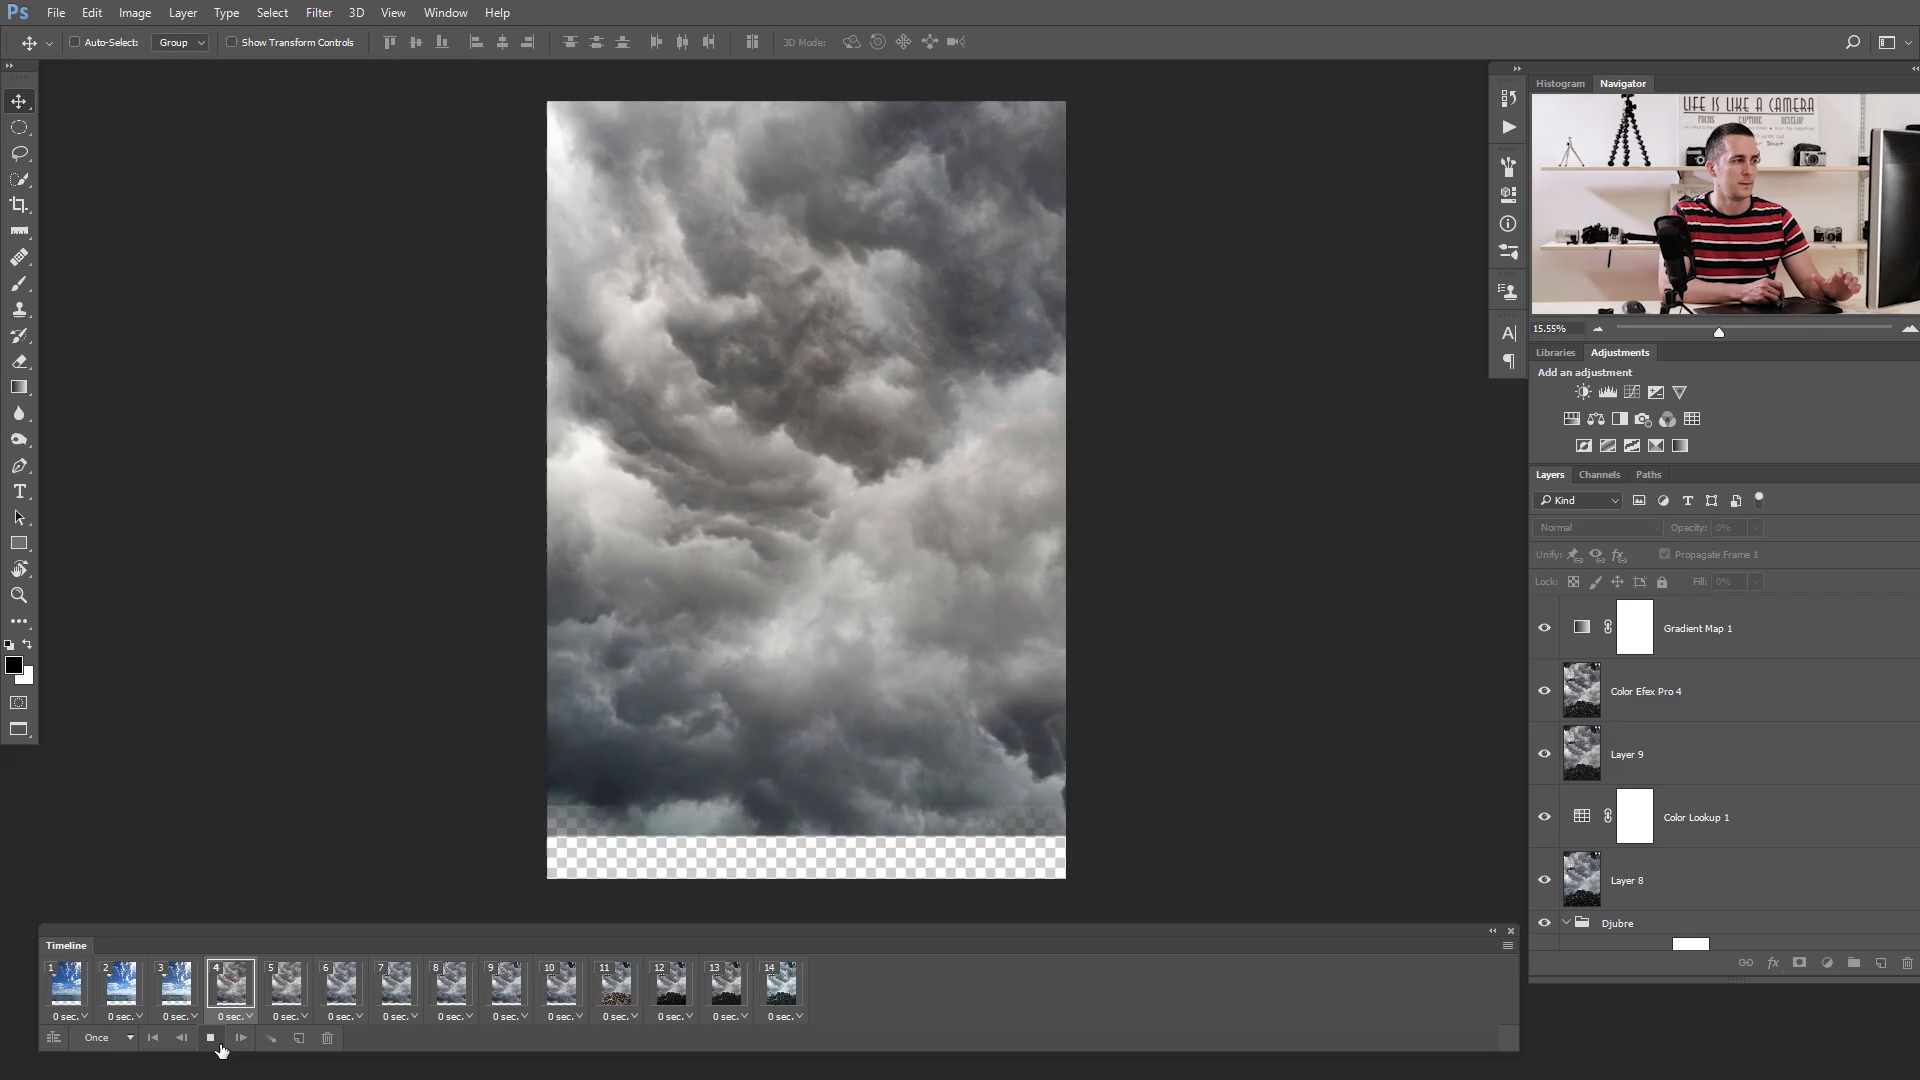 Ps File Edit Image Layer Type Select Filter 3D View Window Help
Auto-Select: Group Show Transform Controls 3D Mode:
Histogram Navigator
LIFE IS LIKE A CAMERA
FOCUS CAPTURE DEVELOP
Shot.
15.55%
Libraries Adjustments
Add an adjustment
Layers Channels Paths
Kind
Normal Opacity: 0%
Unify: Propagate Frame 1
Lock: Fill: 0%
Gradient Map 1
Color Efex Pro 4
Layer 9
Color Lookup 1
Layer 8
Djubre
Timeline
1 2 3 4 5 6 7 8 9 10 11 12 13 14
0 sec. 0 sec. 0 sec. 0 sec. 0 sec. 0 sec. 0 sec. 0 sec. 0 sec. 0 sec. 0 sec. 0 sec. 0 sec. 0 sec.
Once